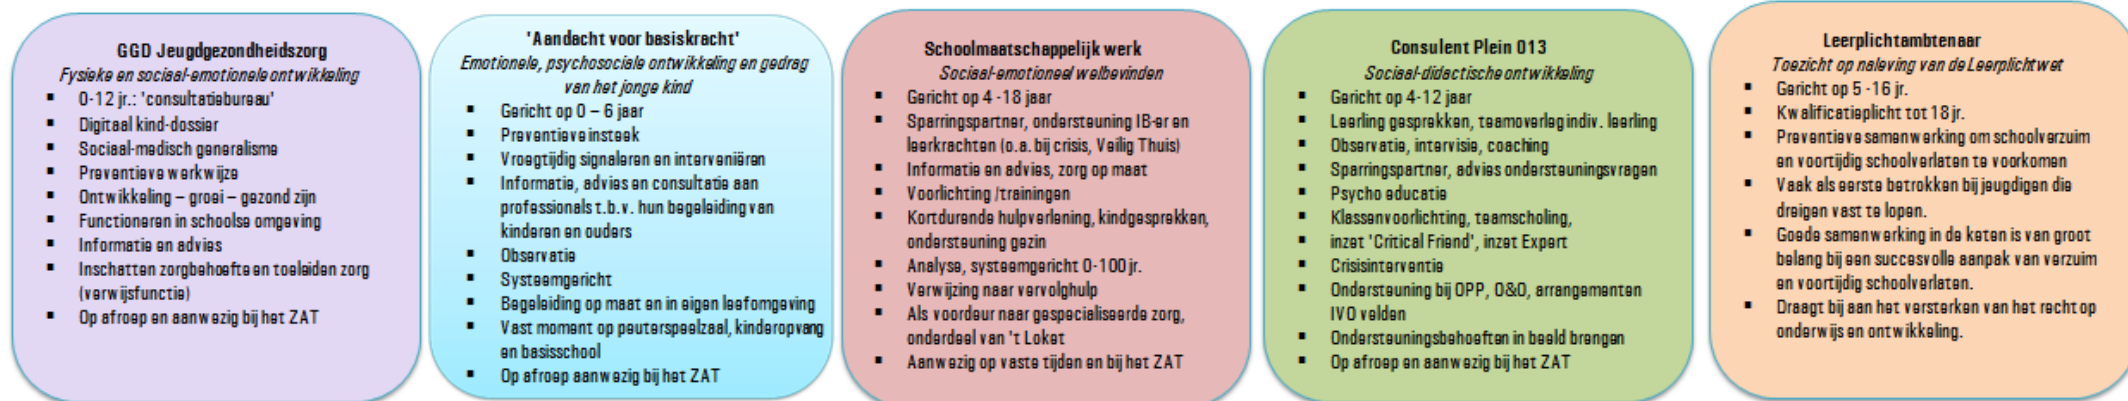 GGD Jeugdgezondheidszorg
Fysieke en sociaal-emotionele ontwikkeling
▪ 0-12 jr.: 'consultatiebureau'
▪ Digitaal kind-dossier
▪ Sociaal-medisch generalisme
▪ Preventieve werkwijze
▪ Ontwikkeling – groei – gezond zijn
▪ Functioneren in schoolse omgeving
▪ Informatie en advies
▪ Inschatten zorgbehoefte en toeleiden zorg
(verwijsfunctie)
▪ Op afroep en aanwezig bij het ZAT
'Aandacht voor basiskracht'
Emotionele, psychosociale ontwikkeling en gedrag
van het jonge kind
▪ Gericht op 0 – 6 jaar
▪ Preventieve insteek
▪ Vroegtijdig signaleren en interveniëren
▪ Informatie, advies en consultatie aan
professionals t.b.v. hun begeleiding van
kinderen en ouders
▪ Observatie
▪ Systeemgericht
▪ Begeleiding op maat en in eigen leefomgeving
▪ Vast moment op peuterspeelzaal, kinderopvang
en basisschool
▪ Op afroep aanwezig bij het ZAT
Schoolmaatschappelijk werk
Sociaal-emotioneel welbevinden
▪ Gericht op 4 -18 jaar
▪ Sparringspartner, ondersteuning IB-er en
leerkrachten (o.a. bij crisis, Veilig Thuis)
▪ Informatie en advies, zorg op maat
▪ Voorlichting /trainingen
▪ Kortdurende hulpverlening, kindgesprekken,
ondersteuning gezin
▪ Analyse, systeemgericht 0-100 jr.
▪ Verwijzing naar vervolghulp
▪ Als voordeur naar gespecialiseerde zorg,
onderdeel van 't Loket
▪ Aanwezig op vaste tijden en bij het ZAT
Consulent Plein 013
Sociaal-didactische ontwikkeling
▪ Gericht op 4-12 jaar
▪ Leerling gesprekken, teamoverleg indiv. leerling
▪ Observatie, intervisie, coaching
▪ Sparringspartner, advies ondersteuningsvragen
▪ Psycho educatie
▪ Klassenvoorlichting, teamscholing,
▪ inzet 'Critical Friend', inzet Expert
▪ Crisisinterventie
▪ Ondersteuning bij OPP, O&O, arrangementen
IVO velden
▪ Ondersteuningsbehoeften in beeld brengen
▪ Op afroep en aanwezig bij het ZAT
Leerplichtambtenaar
Toezicht op naleving van de Leerplichtwet
▪ Gericht op 5 -16 jr.
▪ Kwalificatieplicht tot 18 jr.
▪ Preventieve samenwerking om schoolverzuim
en voortijdig schoolverlaten te voorkomen
▪ Vaak als eerste betrokken bij jeugdigen die
dreigen vast te lopen.
▪ Goede samenwerking in de keten is van groot
belang bij een succesvolle aanpak van verzuim
en voortijdig schoolverlaten.
▪ Draagt bij aan het versterken van het recht op
onderwijs en ontwikkeling.